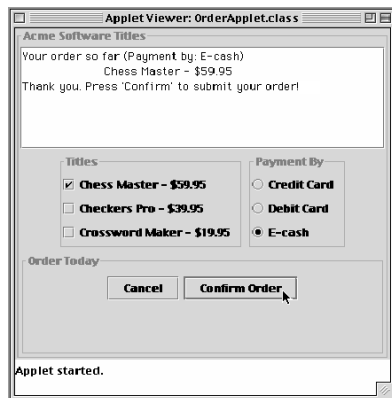 Applet Viewer: OrderApplet.class
Acme Software Titles
Your order so far (Payment by: E-cash)
Chess Master - $59.95
Thank you. Press 'Confirm' to submit your order!
Titles
Chess Master - $59.95
Checkers Pro - $39.95
Crossword Maker - $19.95
Payment By
Credit Card
Debit Card
E-cash
Order Today
Cancel Confirm Order
Applet started.